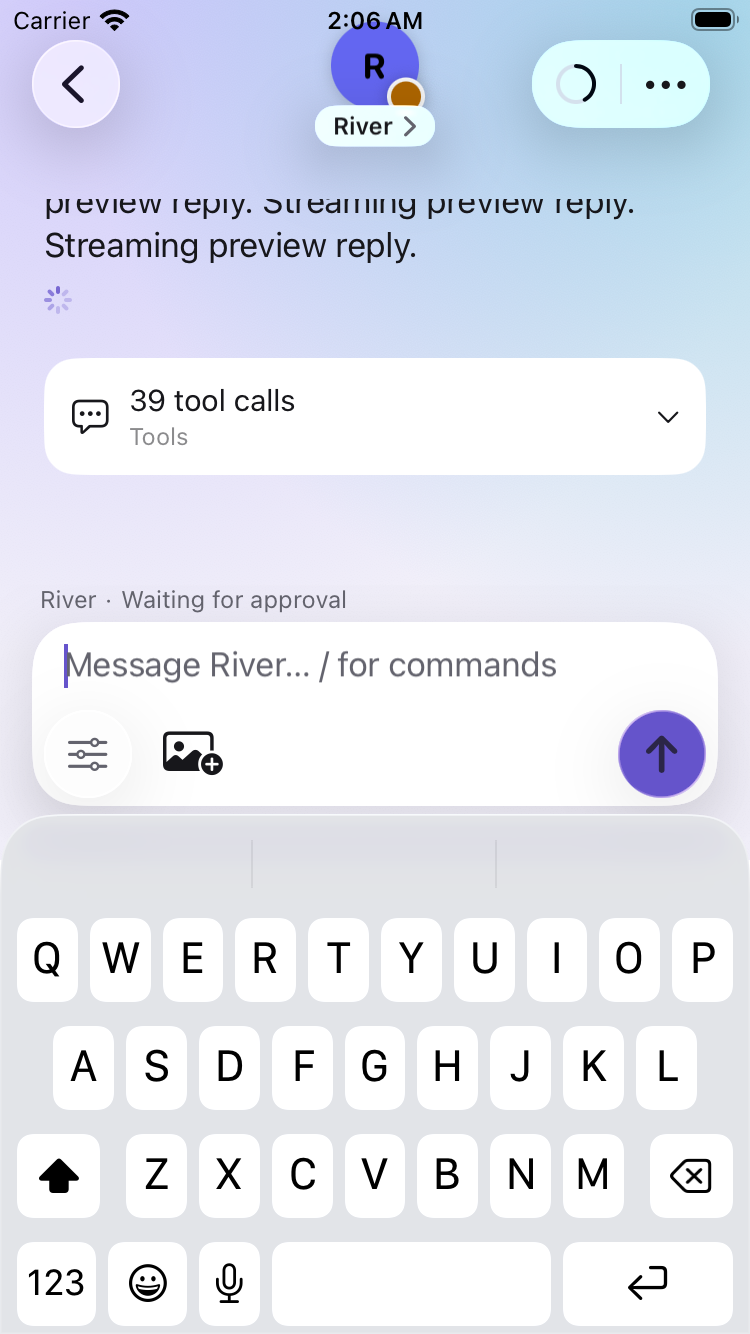 Carrier
2:06 AM
R
River
preview reply. Streaming preview reply.
Streaming preview reply.
39 tool calls
Tools
River · Waiting for approval
Message River... / for commands
Q W E R T Y U I O P
A S D F G H J K L
Z X C V B N M
123